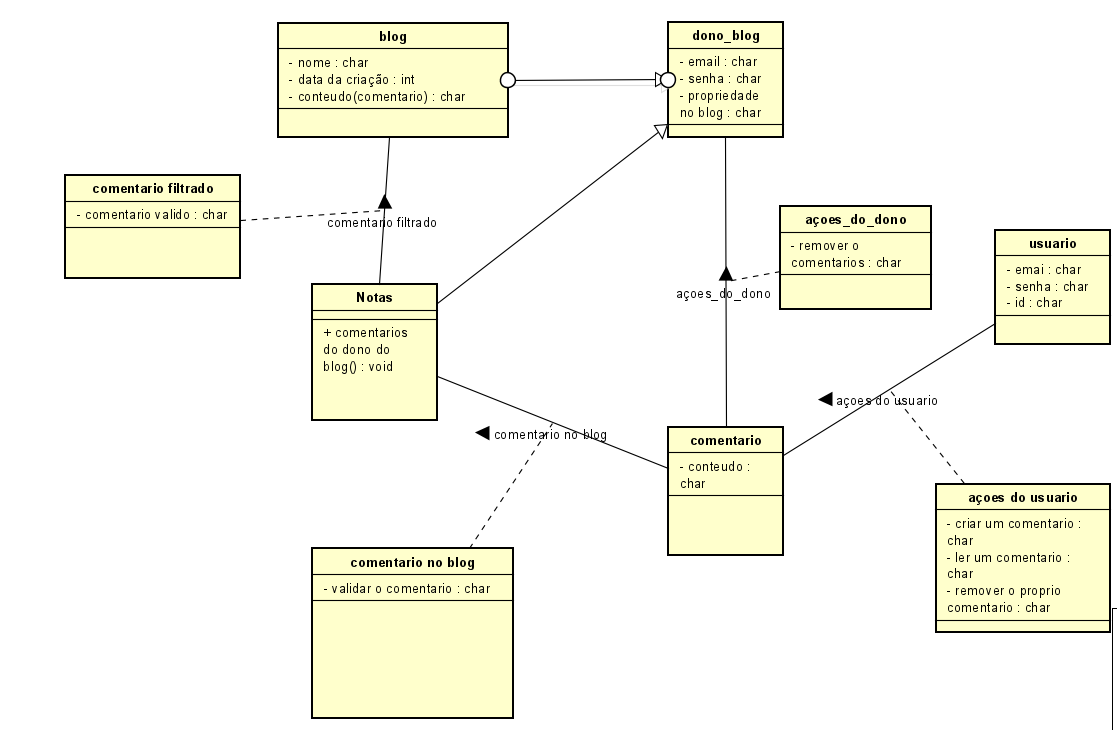 blog
- nome : char
- data da criação : int
- conteudo(comentario) : char
dono_blog
- email : char
- senha : char
- propriedade
no blog : char
comentario filtrado
- comentario valido : char
comentario filtrado
açoes_do_dono
- remover o
comentarios : char
açoes_do_dono
usuario
- emai : char
- senha : char
- id : char
Notas
+ comentarios
do dono do
blog() : void
açoes do usuario
comentario no blog
comentario
- conteudo :
char
açoes do usuario
- criar um comentario :
char
- ler um comentario :
char
- remover o proprio
comentario : char
comentario no blog
- validar o comentario : char